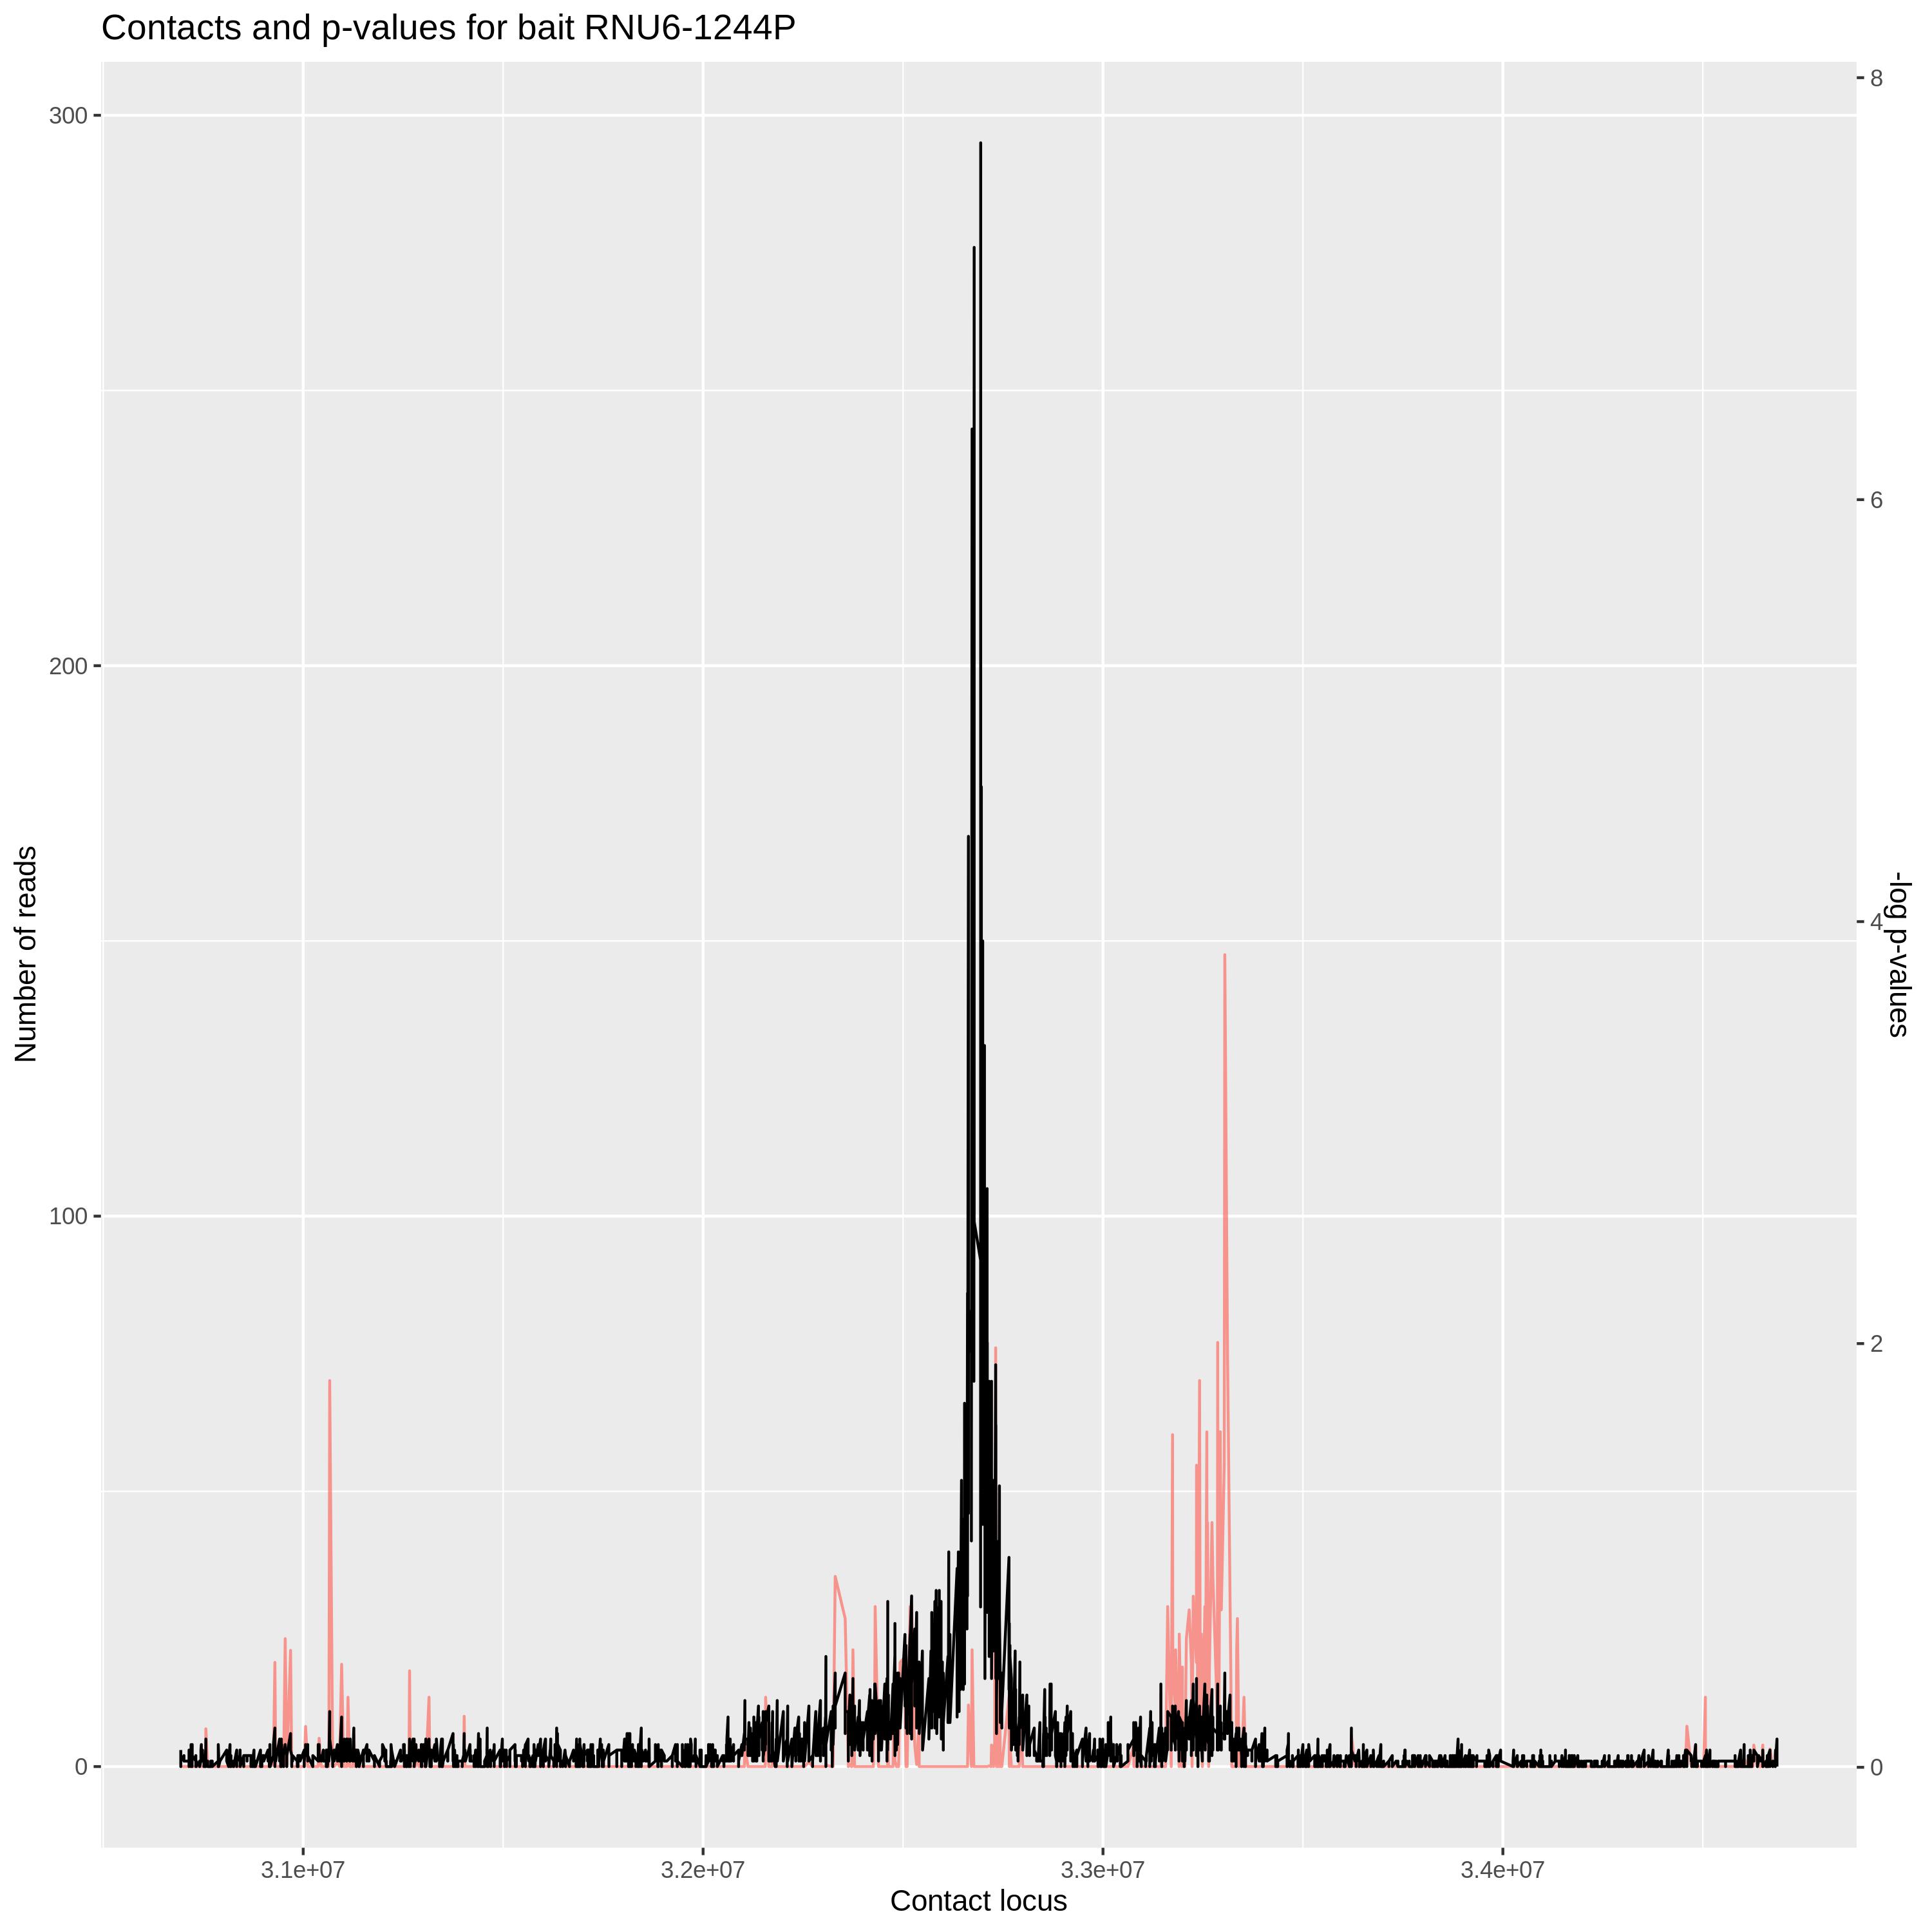 Contacts and p-values for bait RNU6-1244P
300
200
100
0
8
6
4
2
0
Number of reads
-log p-values
3.1e+07
3.2e+07
3.3e+07
3.4e+07
Contact locus